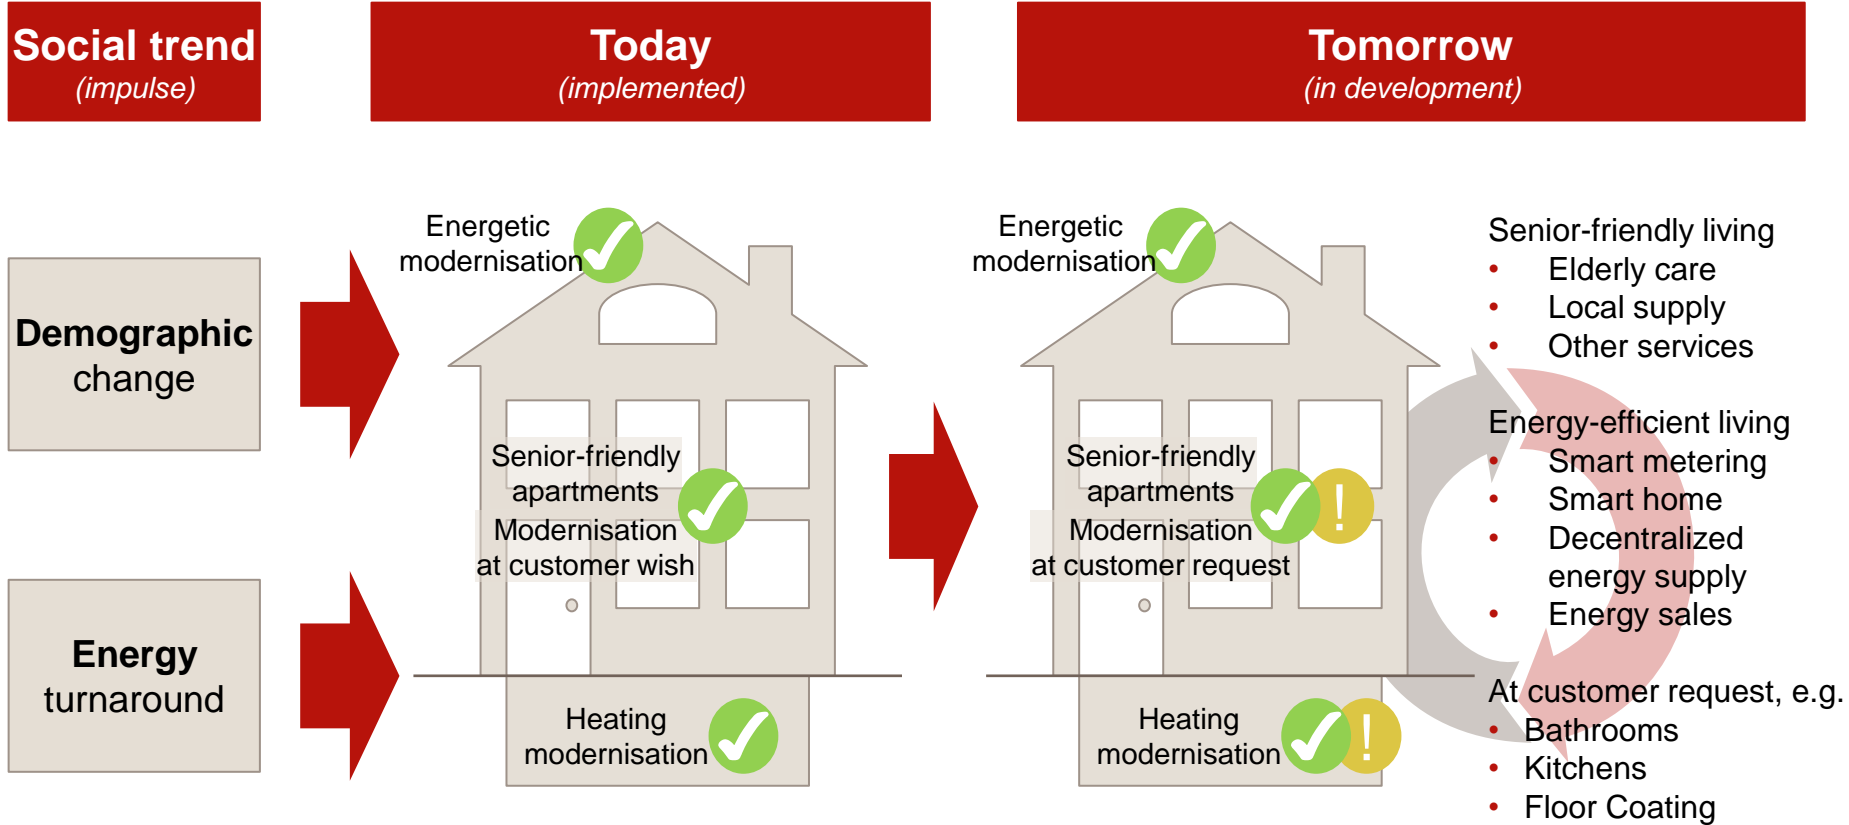 Social trend
(impulse)
Today
(implemented)
Tomorrow
(in development)
Demographic
change
Energy
turnaround
Energetic
modernisation
Senior-friendly
apartments
Modernisation
at customer wish
Heating
modernisation
Energetic
modernisation
Senior-friendly
apartments
!
Modernisation
at customer request
Heating
modernisation
!
Senior-friendly living
• Elderly care
• Local supply
• Other services
Energy-efficient living
• Smart metering
• Smart home
• Decentralized
energy supply
• Energy sales
At customer request, e.g.
• Bathrooms
• Kitchens
• Floor Coating